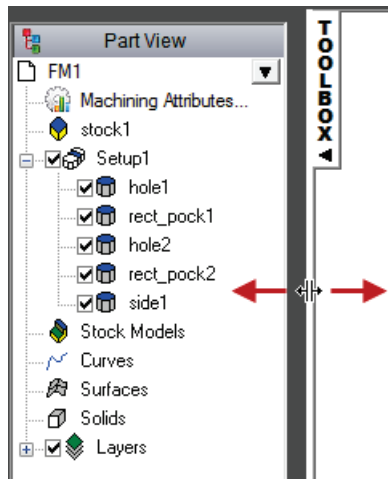 Part View
FM1
Machining Attributes...
stock1
Setup1
hole1
rect_pock1
hole2
rect_pock2
side1
Stock Models
Curves
Surfaces
Solids
Layers
TOOLBOX